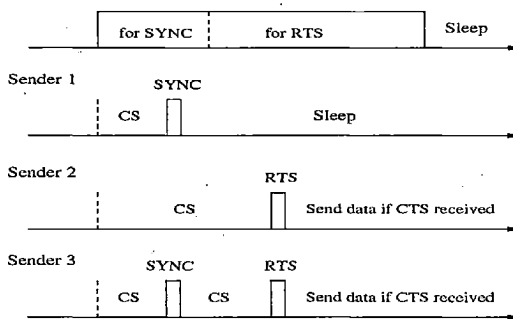 for SYNC for RTS Sleep
Sender 1
SYNC
CS Sleep
Sender 2
RTS
CS Send data if CTS received
Sender 3
SYNC RTS
CS CS Send data if CTS received